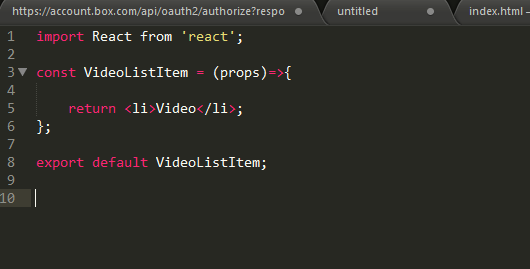 https://account.box.com/api/oauth2/authorize?respo
untitled
index.html –
1 import React from 'react';
2
3 const VideoListItem = (props)=>{
4
5 return <li>Video</li>;
6 };
7
8 export default VideoListItem;
9
10